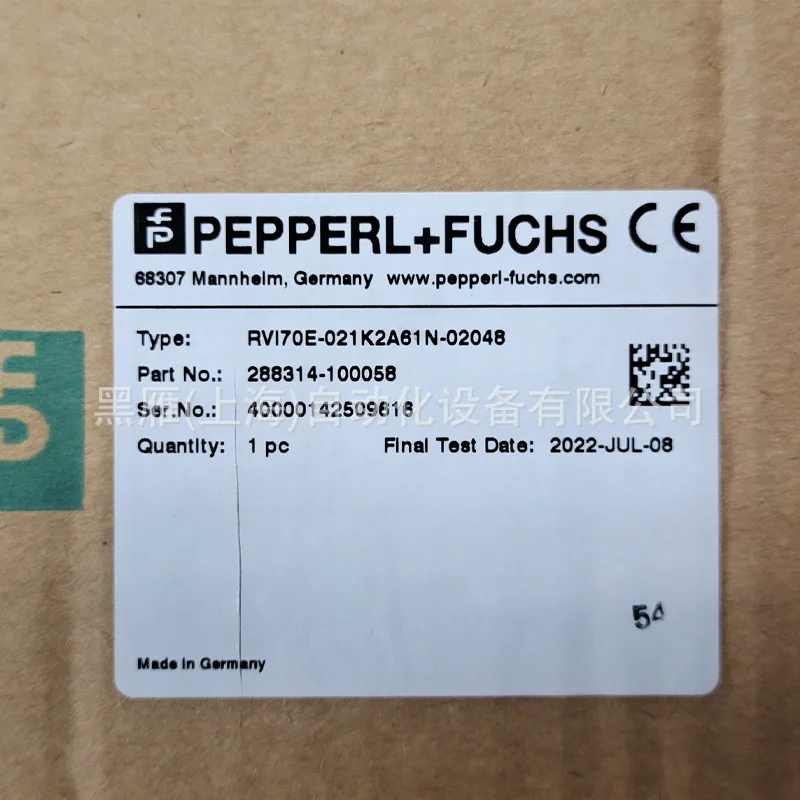 PEPPERL+FUCHS CE
68307 Mannheim, Germany www.pepperl-fuchs.com
Type: RVI70E-021K2A61N-02048
Part No.: 288314-100058
黑雁(上海)自动化设备有限公司
Ser.No.: 40000142509616
Quantity: 1 pc Final Test Date: 2022-JUL-08
54
Made in Germany